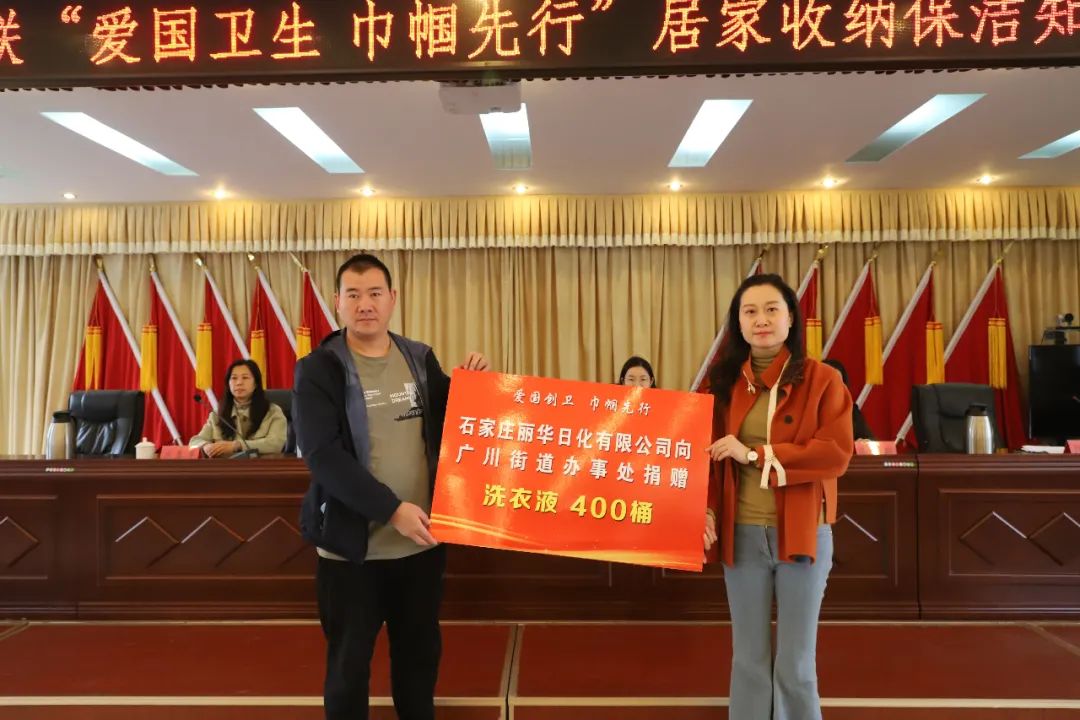 联“爱国卫生 巾帼先行” 居家收纳保洁知
爱国创卫 巾帼先行
石家庄丽华日化有限公司向
广川街道办事处捐赠
洗衣液 400桶